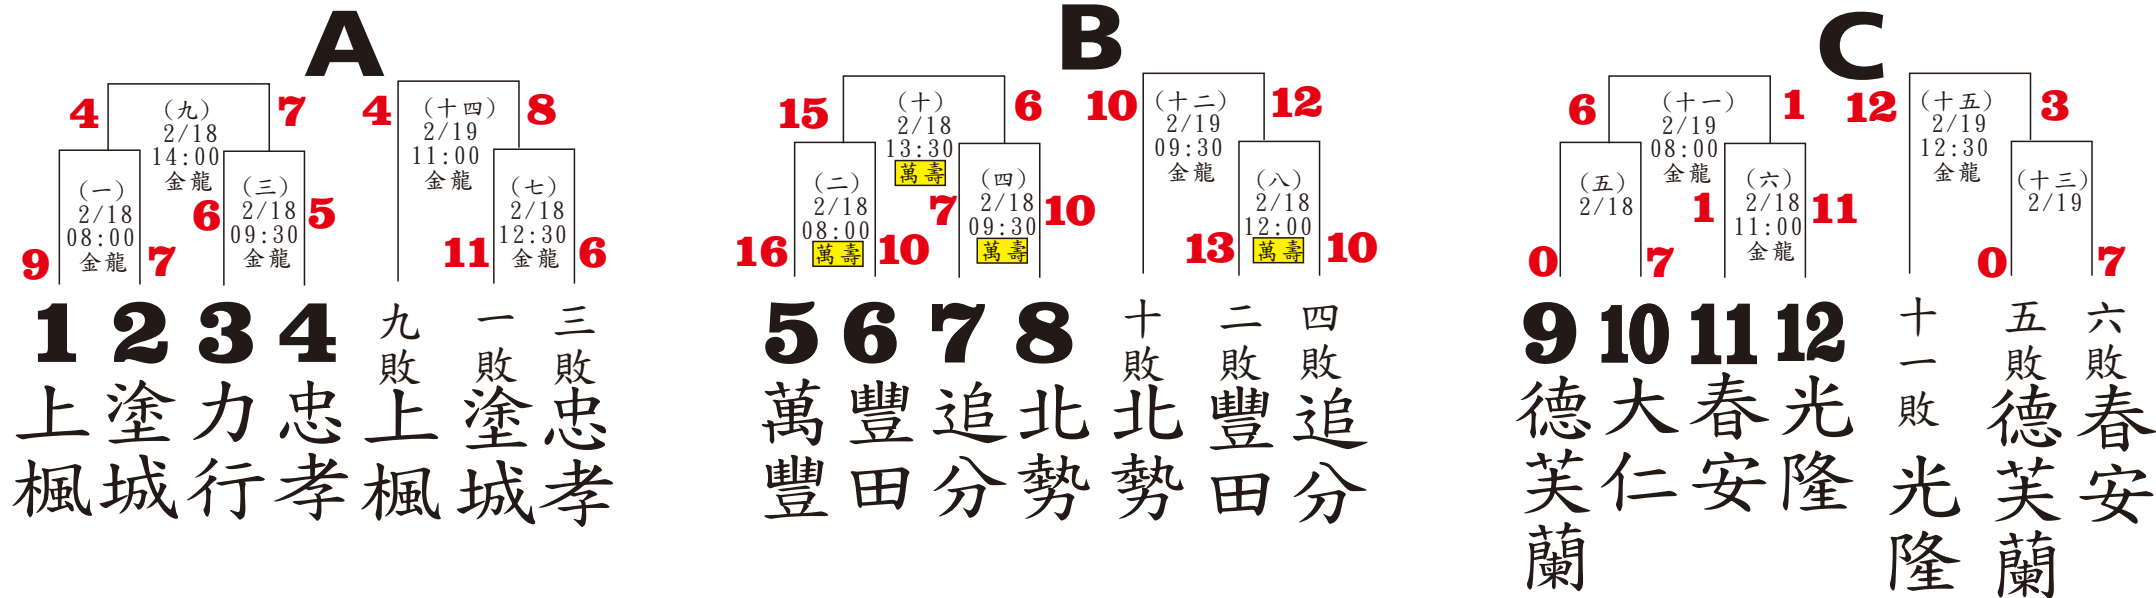 A
4
7
(九)
2/18
14:00
金龍
9
7
(一)
2/18
08:00
金龍
6
5
(三)
2/18
09:30
金龍
4
8
(十四)
2/19
11:00
金龍
11
6
(七)
2/18
12:30
金龍
1
上楓
2
塗城
3
力行
4
忠孝
九敗
上楓
一敗
塗城
三敗
忠孝
B
15
6
(十)
2/18
13:30
萬壽
16
10
(二)
2/18
08:00
萬壽
7
10
(四)
2/18
09:30
萬壽
10
12
(十二)
2/19
09:30
金龍
13
10
(八)
2/18
12:00
萬壽
5
萬豐
6
豐田
7
追分
8
北勢
十敗
北勢
二敗
豐田
四敗
追分
C
6
1
(十一)
2/19
08:00
金龍
0
7
(五)
2/18
1
11
(六)
2/18
11:00
金龍
12
3
(十五)
2/19
12:30
金龍
0
7
(十三)
2/19
9
德芙蘭
10
大仁
11
春安
12
光隆
十一敗
光隆
五敗
德芙蘭
六敗
春安